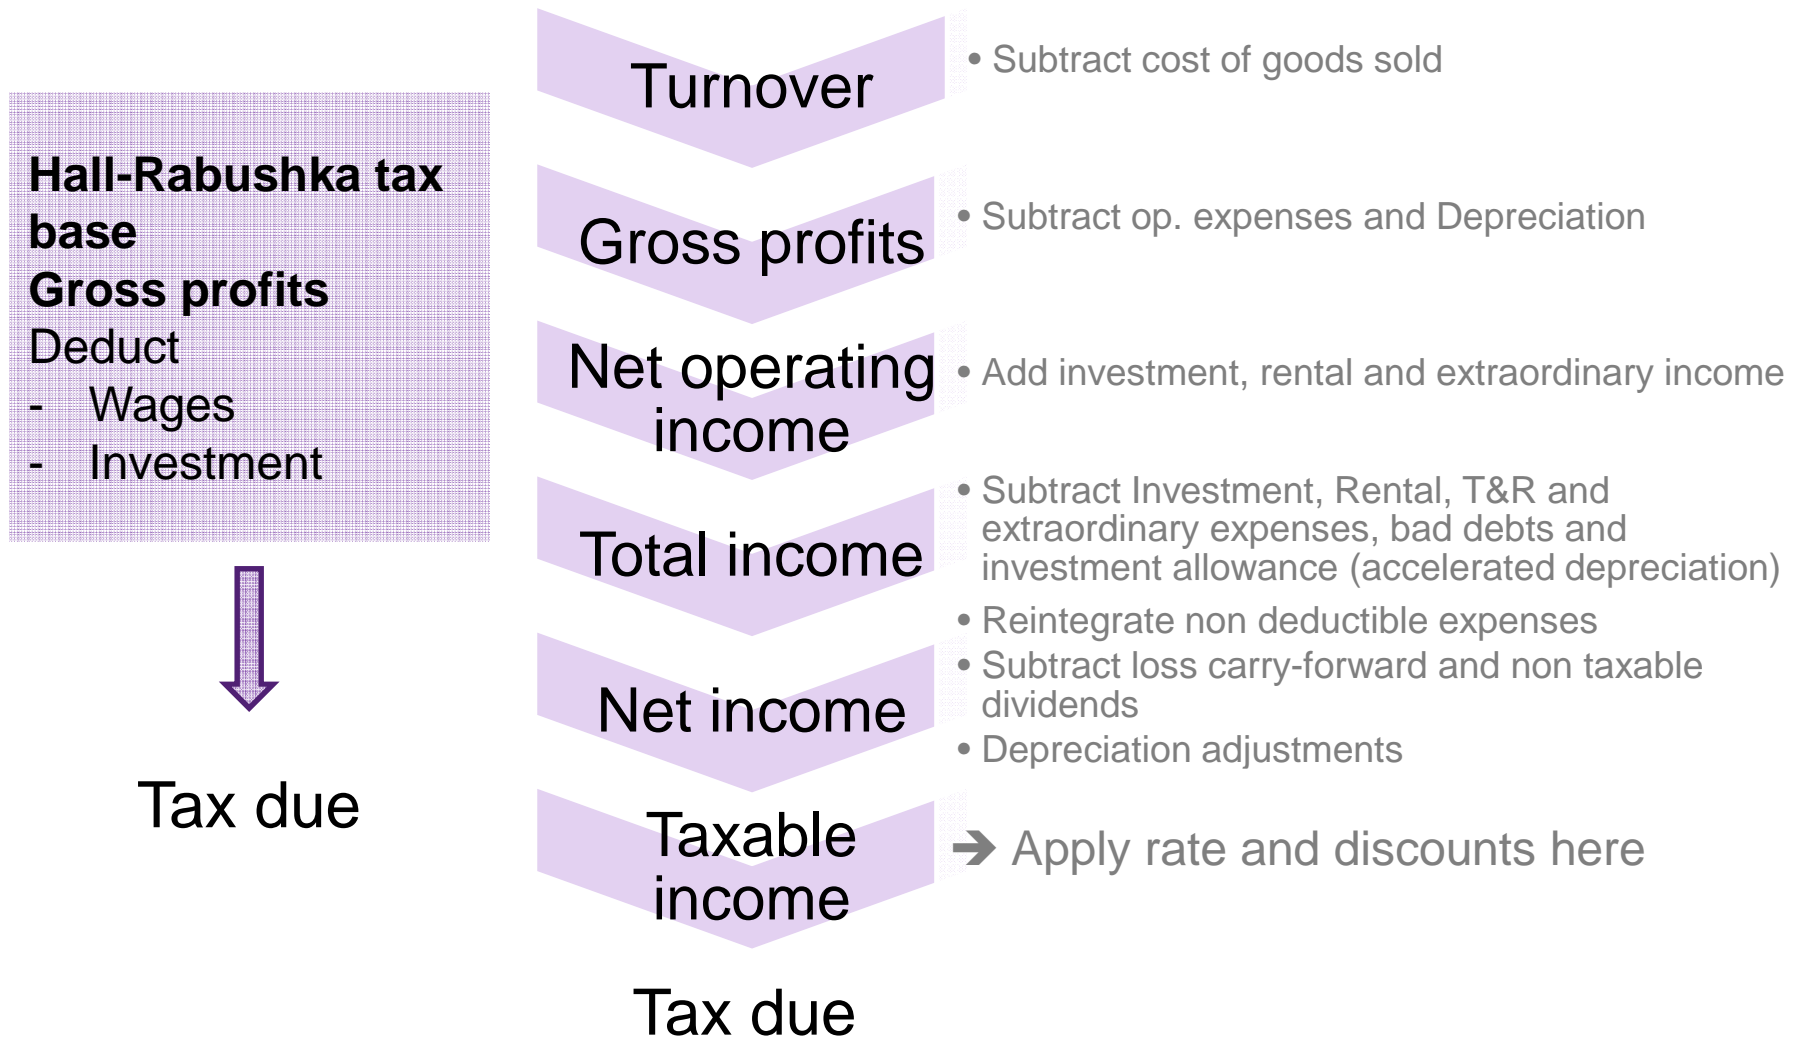 Hall-Rabushka tax
base
Gross profits
Deduct
- Wages
- Investment
Tax due
Turnover
• Subtract cost of goods sold
Gross profits
• Subtract op. expenses and Depreciation
Net operating
income
• Add investment, rental and extraordinary income
Total income
• Subtract Investment, Rental, T&R and
extraordinary expenses, bad debts and
investment allowance (accelerated depreciation)
Net income
• Reintegrate non deductible expenses
• Subtract loss carry-forward and non taxable
dividends
• Depreciation adjustments
Taxable
income
➔ Apply rate and discounts here
Tax due